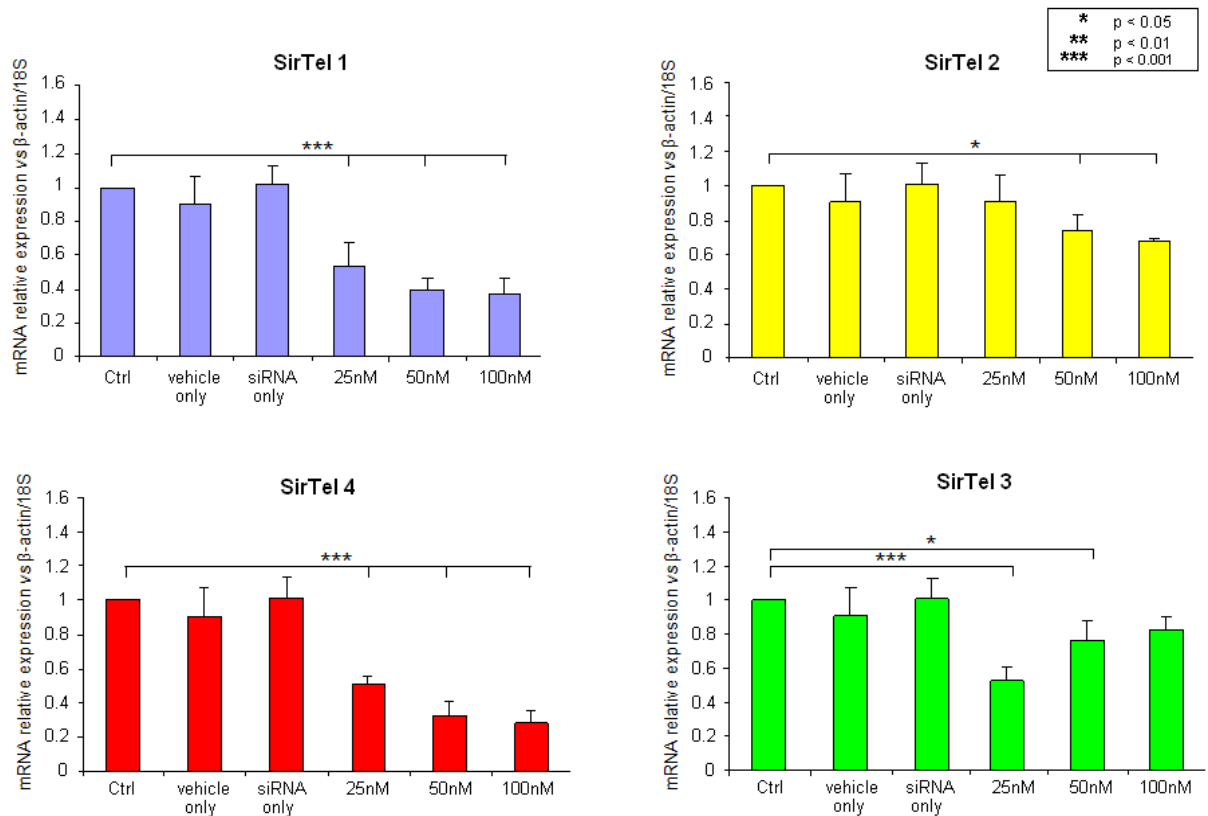 * p < 0.05
** p < 0.01
*** p < 0.001
SirTel 1
mRNA relative expression vs β-actin/18S
1.6
1.4
1.2
1
0.8
0.6
0.4
0.2
0
***
Ctrl vehicle only siRNA only 25nM 50nM 100nM
SirTel 2
mRNA relative expression vs β-actin/18S
1.6
1.4
1.2
1
0.8
0.6
0.4
0.2
0
*
Ctrl vehicle only siRNA only 25nM 50nM 100nM
SirTel 4
mRNA relative expression vs β-actin/18S
1.6
1.4
1.2
1
0.8
0.6
0.4
0.2
0
***
Ctrl vehicle only siRNA only 25nM 50nM 100nM
SirTel 3
mRNA relative expression vs β-actin/18S
1.6
1.4
1.2
1
0.8
0.6
0.4
0.2
0
*
***
Ctrl vehicle only siRNA only 25nM 50nM 100nM